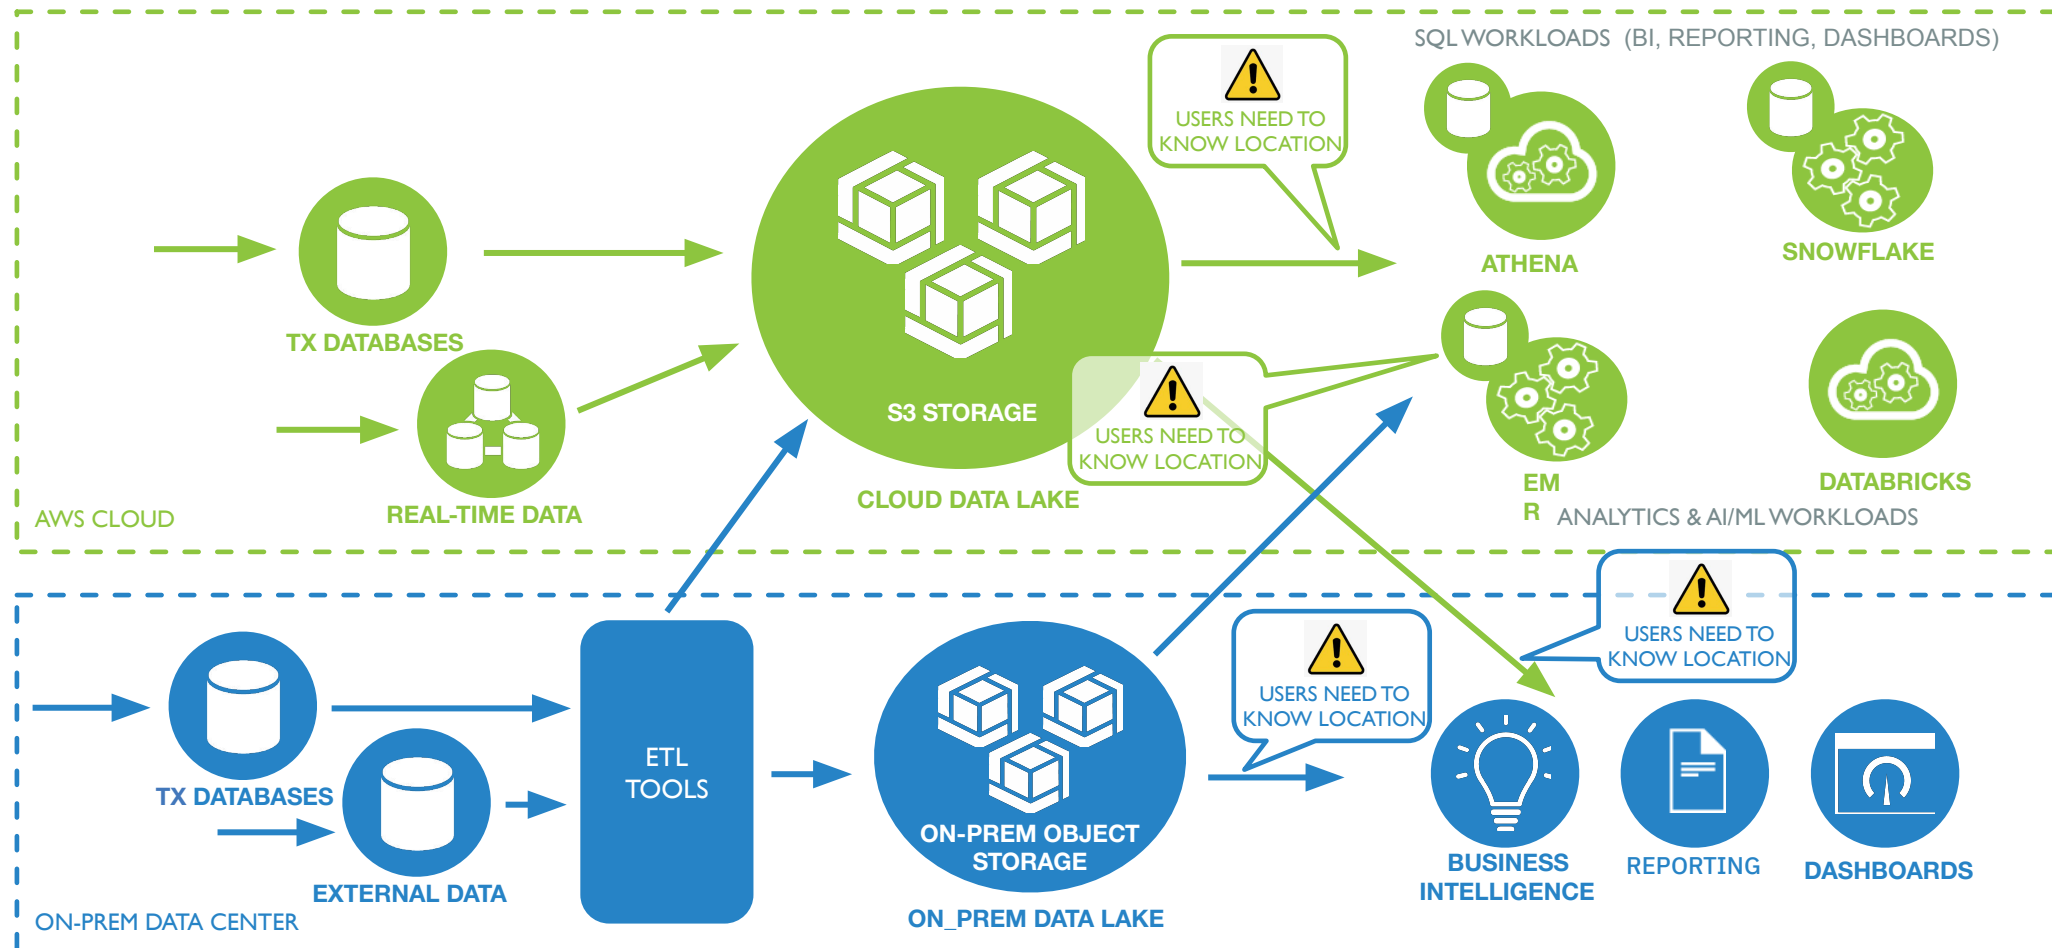 SQL WORKLOADS (BI, REPORTING, DASHBOARDS)
USERS NEED TO
KNOW LOCATION
ATHENA
SNOWFLAKE
TX DATABASES
S3 STORAGE
USERS NEED TO
KNOW LOCATION
CLOUD DATA LAKE
EM
R
DATABRICKS
REAL-TIME DATA
AWS CLOUD
ANALYTICS & AI/ML WORKLOADS
USERS NEED TO
KNOW LOCATION
USERS NEED TO
KNOW LOCATION
TX DATABASES
ETL
TOOLS
EXTERNAL DATA
ON-PREM OBJECT
STORAGE
ON_PREM DATA LAKE
BUSINESS
INTELLIGENCE
REPORTING
DASHBOARDS
ON-PREM DATA CENTER